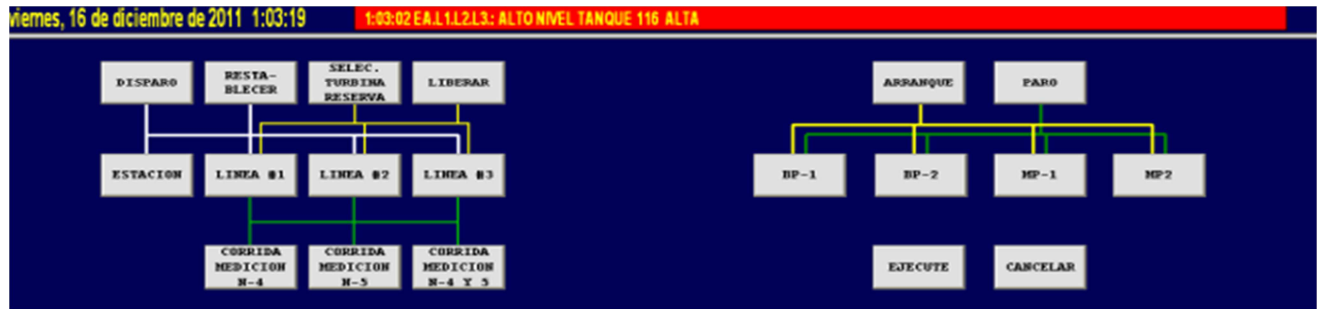 viernes, 16 de diciembre de 2011 1:03:19
1:03:02 EA.L1.L2.L3.: ALTO NIVEL TANQUE 116 ALTA
DISPARO
RESTA-
BLECER
SELEC.
TURBINA
RESERVA
LIBERAR
ARRANQUE
PARO
ESTACION
LINEA #1
LINEA #2
LINEA #3
BP-1
BP-2
MP-1
MP2
CORRIDA
MEDICION
N-4
CORRIDA
MEDICION
N-5
CORRIDA
MEDICION
N-4 Y 5
EJECUTE
CANCELAR